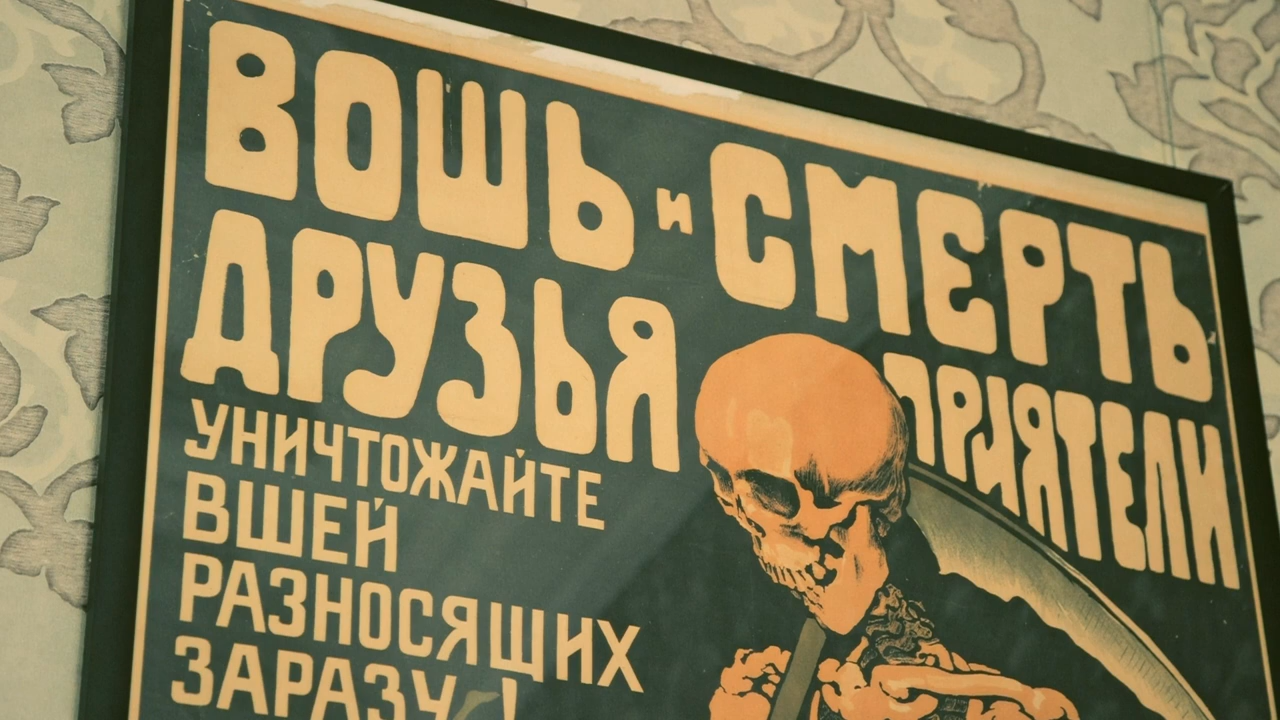 ВОШЬ и СМЕРТЬ
ДРУЗЬЯ ПРИЯТЕЛИ
УНИЧТОЖАЙТЕ
ВШЕЙ
РАЗНОСЯЩИХ
ЗАРАЗУ!